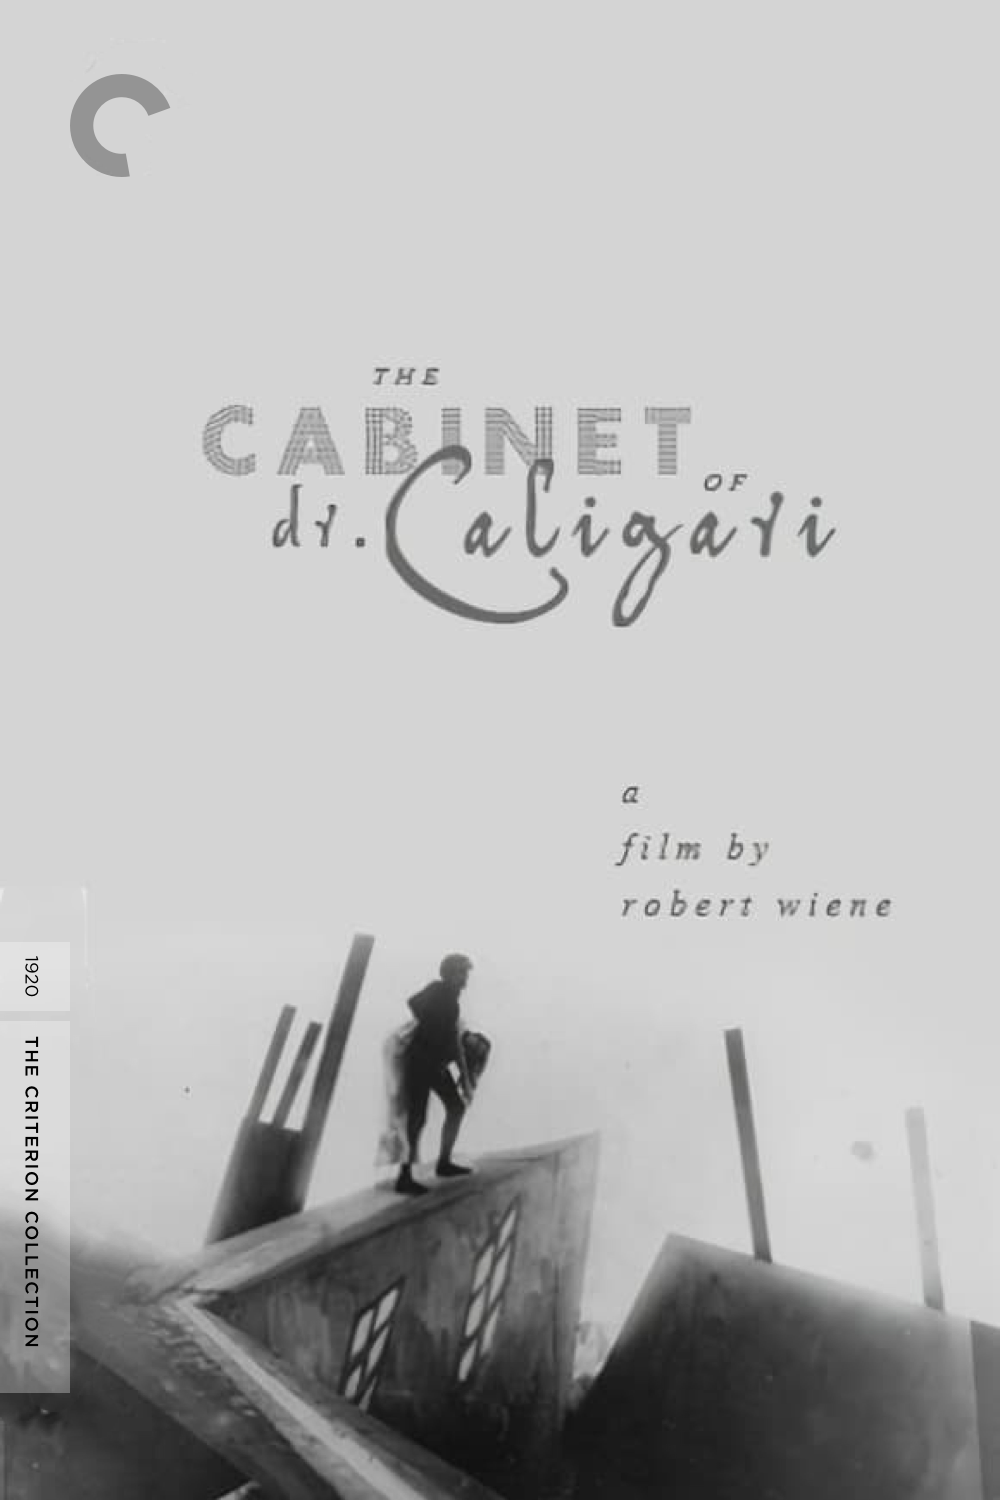 THE
CABINET
OF
dr. Caligari
a
film by
robert wiene
1920
THE CRITERION COLLECTION